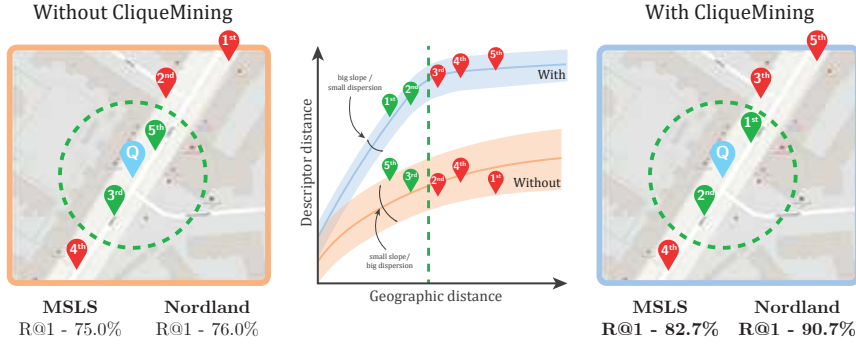 Without CliqueMining
1st
2nd
5th
Q
3rd
4th
MSLS
Nordland
R@1 - 75.0%
R@1 - 76.0%
Descriptor distance
big slope /
small dispersion
1st
2nd
3rd
4th
5th
With
5th
3rd
2nd
4th
1st
Without
small slope/
big dispersion
Geographic distance
With CliqueMining
5th
3rd
1st
Q
2nd
4th
MSLS
Nordland
R@1 - 82.7%
R@1 - 90.7%